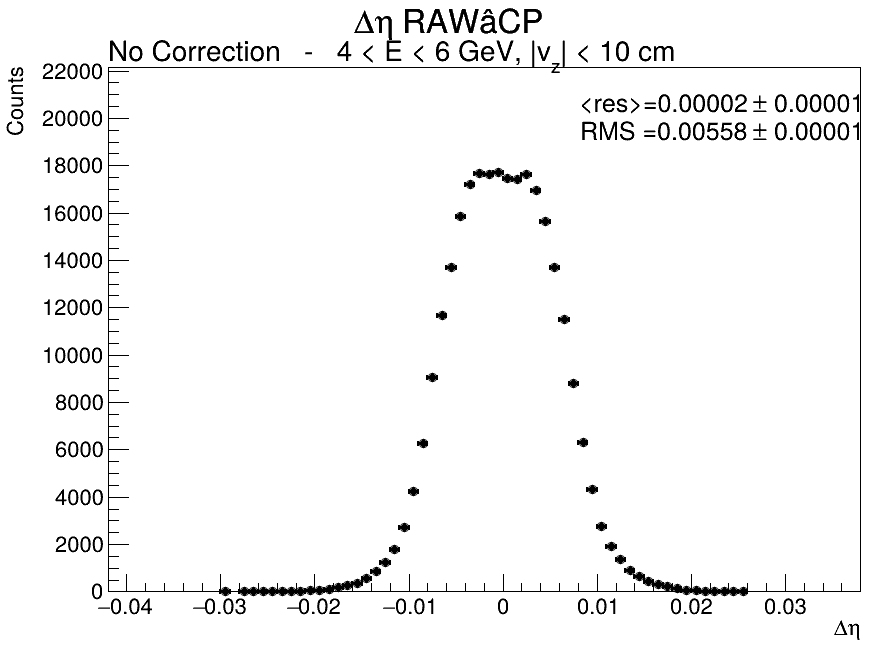 Δη RAWâCP
No Correction - 4 < E < 6 GeV, |v_z| < 10 cm
Counts
22000
20000
18000
16000
14000
12000
10000
8000
6000
4000
2000
0
<res>=0.00002 ± 0.00001
RMS =0.00558 ± 0.00001
−0.04 −0.03 −0.02 −0.01 0 0.01 0.02 0.03
Δη